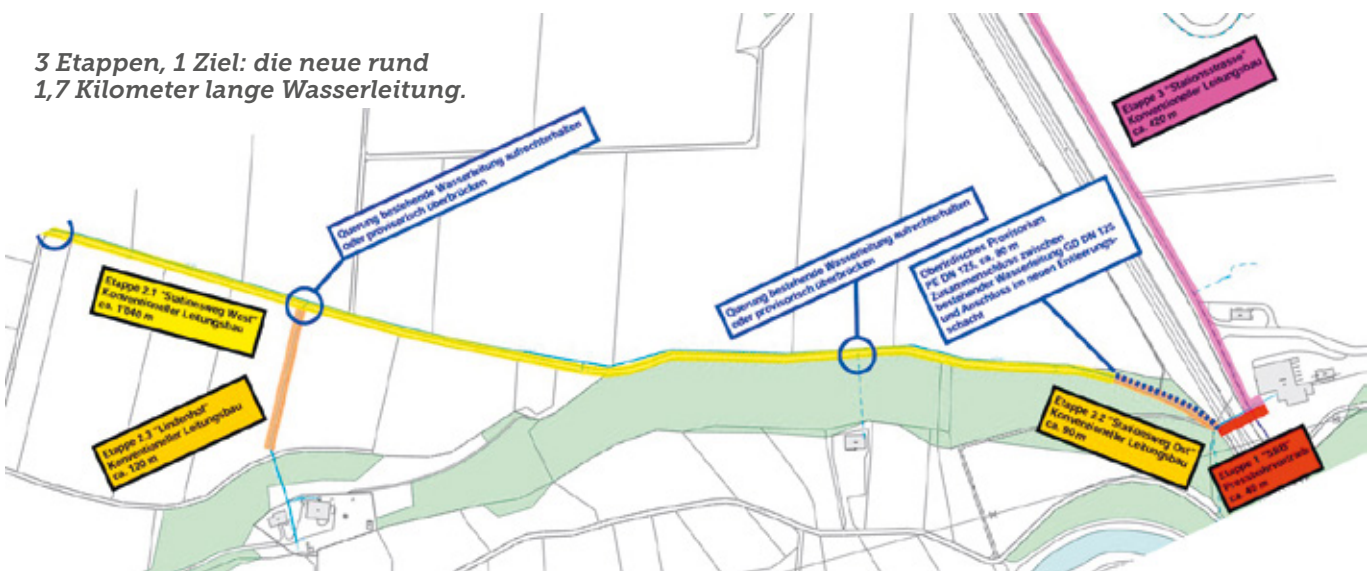 3 Etappen, 1 Ziel: die neue rund
1,7 Kilometer lange Wasserleitung.
Etappe 3 "Stationsstrasse"
Konventioneller Leitungsbau
ca. 420 m
Querung bestehende Wasserleitung aufrechterhalten
oder provisorisch überbrücken
Querung bestehende Wasserleitung aufrechterhalten
oder provisorisch überbrücken
Oberirdisches Provisorium
PE DN 125, ca. 90 m
Zusammenschluss zwischen
bestehender Wasserleitung GD DN 125
und Anschluss im neuen Entleerungs-
schacht
Etappe 2.1 "Stationsweg West"
Konventioneller Leitungsbau
ca. 1'040 m
Etappe 2.3 "Lindenhof"
Konventioneller Leitungsbau
ca. 120 m
Etappe 2.2 "Stationsweg Ost"
Konventioneller Leitungsbau
ca. 90 m
Etappe 1 "SBB"
Pressbohrvortrieb
ca. 40 m